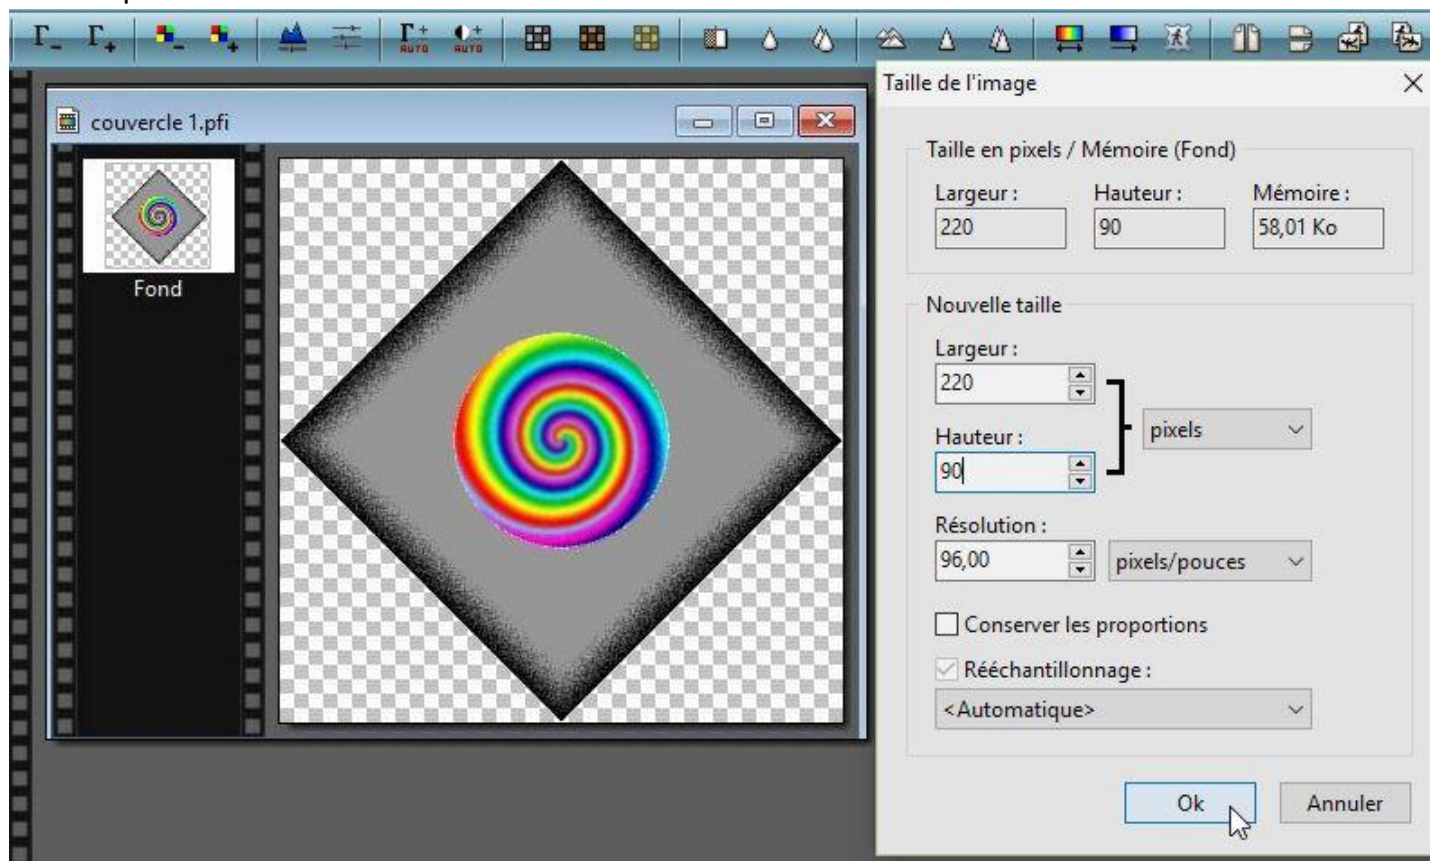 Γ- Γ+ Γ+ AUTO AUTO
Taille de l'image
couvercle 1.pfi
Fond
Taille en pixels / Mémoire (Fond)
Largeur : Hauteur : Mémoire :
220 90 58,01 Ko
Nouvelle taille
Largeur :
220
pixels
Hauteur :
90
Résolution :
96,00 pixels/pouces
Conserver les proportions
Rééchantillonnage :
<Automatique>
Ok Annuler